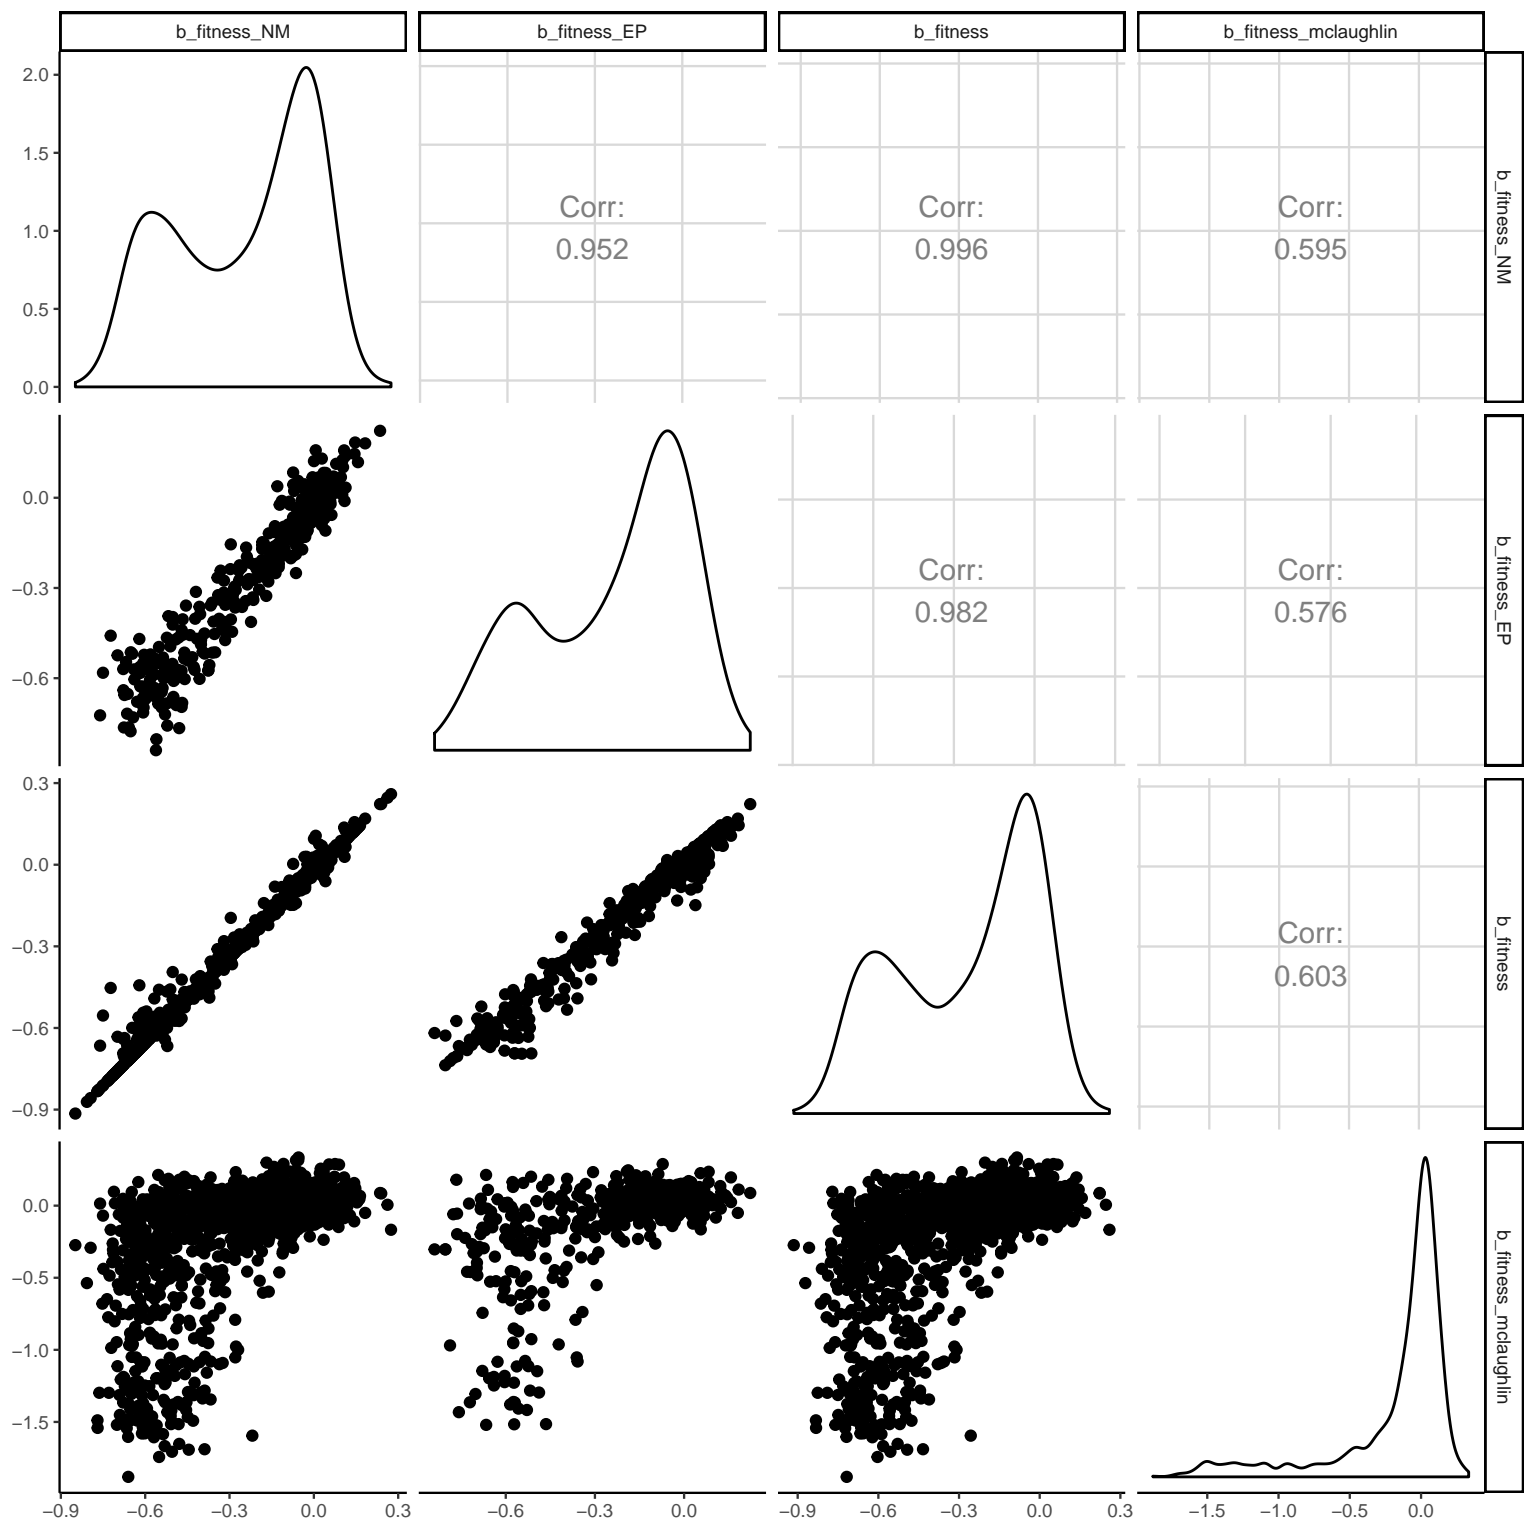 b_fitness_NM
b_fitness_EP
b_fitness
b_fitness_mclaughlin
2.0
1.5
1.0
0.5
0.0
Corr:
0.952
Corr:
0.996
Corr:
0.595
b_fitness_NM
0.0
−0.3
−0.6
Corr:
0.982
Corr:
0.576
b_fitness_EP
0.3
0.0
−0.3
−0.6
−0.9
Corr:
0.603
b_fitness
0.0
−0.5
−1.0
−1.5
b_fitness_mclaughlin
−0.9 −0.6 −0.3 0.0 0.3
−0.6 −0.3 0.0
−0.9 −0.6 −0.3 0.0 0.3
−1.5 −1.0 −0.5 0.0